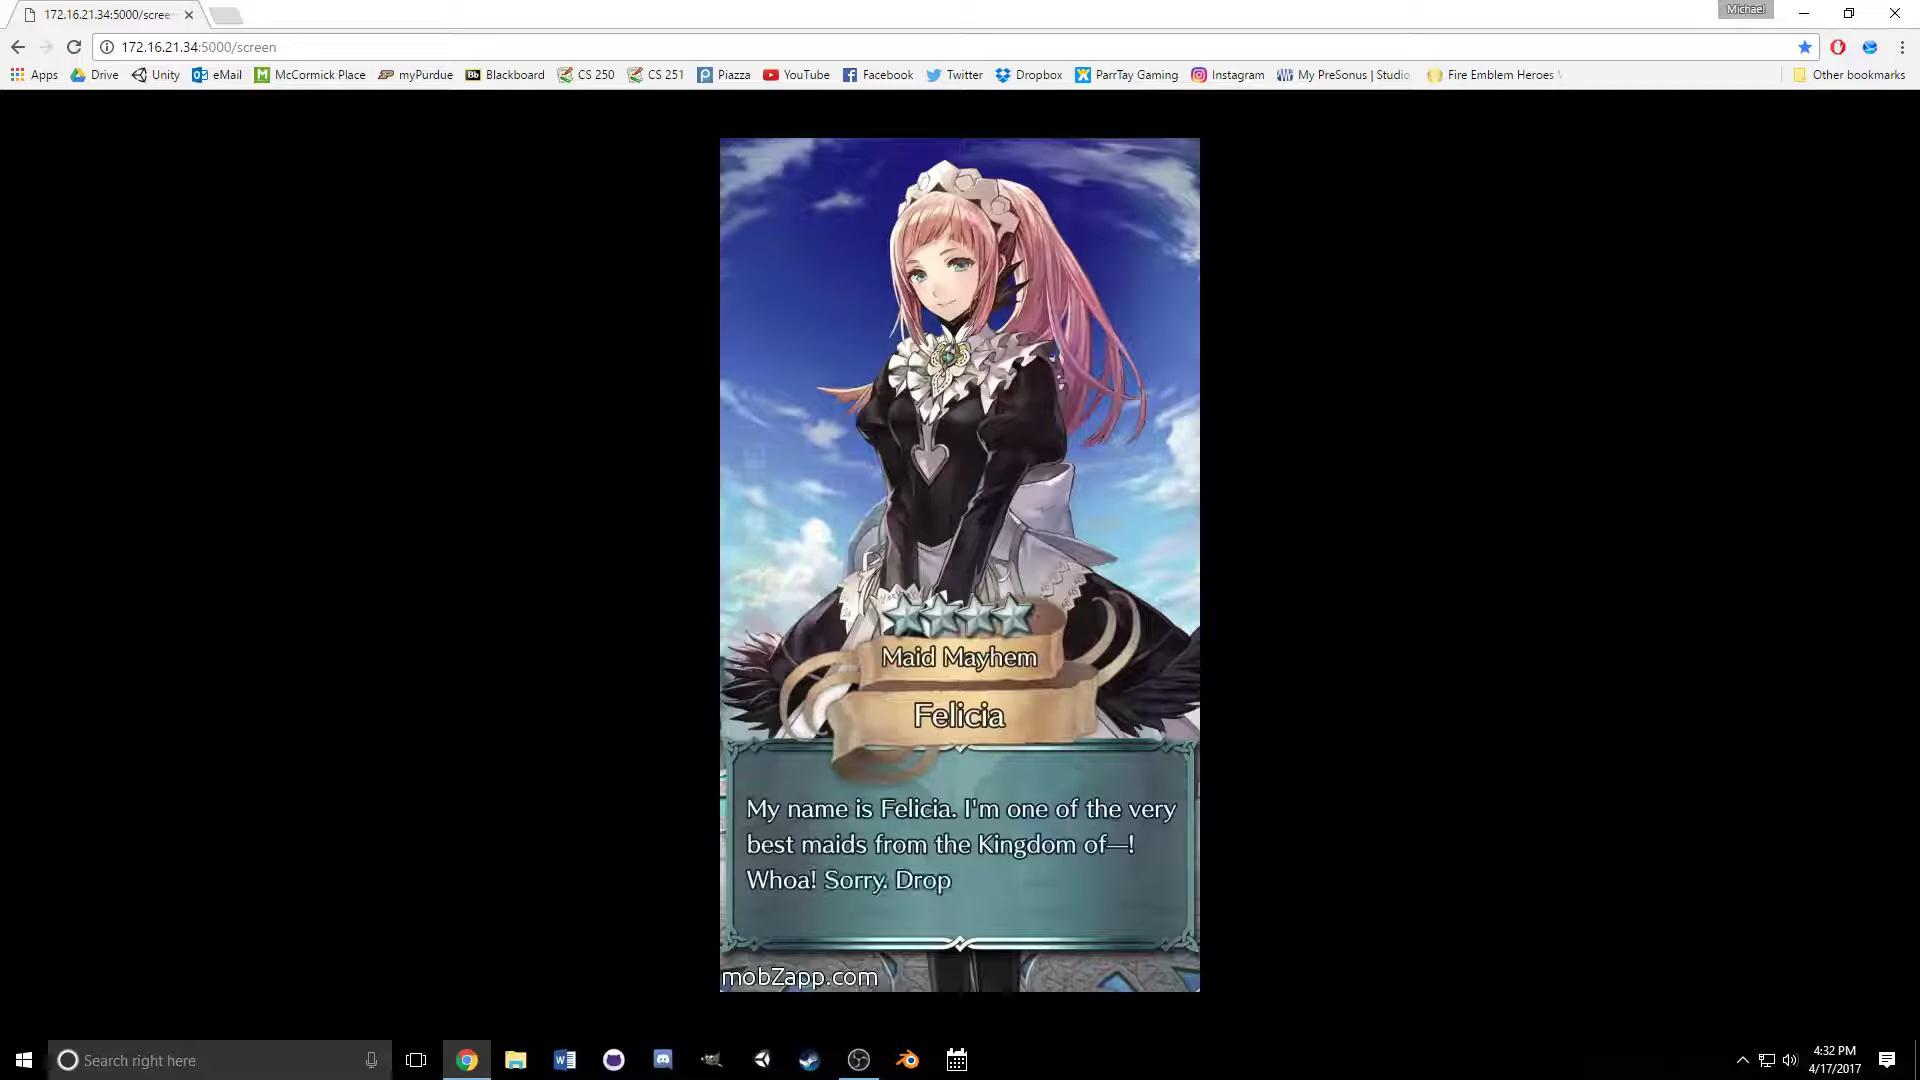 172.16.21.34:5000/scree
Michael
172.16.21.34:5000/screen
Apps Drive Unity eMail McCormick Place myPurdue Blackboard CS 250 CS 251 Piazza YouTube Facebook Twitter Dropbox ParrTay Gaming Instagram My PreSonus | Studio Fire Emblem Heroes Other bookmarks
Maid Mayhem
Felicia
My name is Felicia. I'm one of the very
best maids from the Kingdom of—!
Whoa! Sorry. Drop
mobZapp.com
Search right here
4:32 PM
4/17/2017